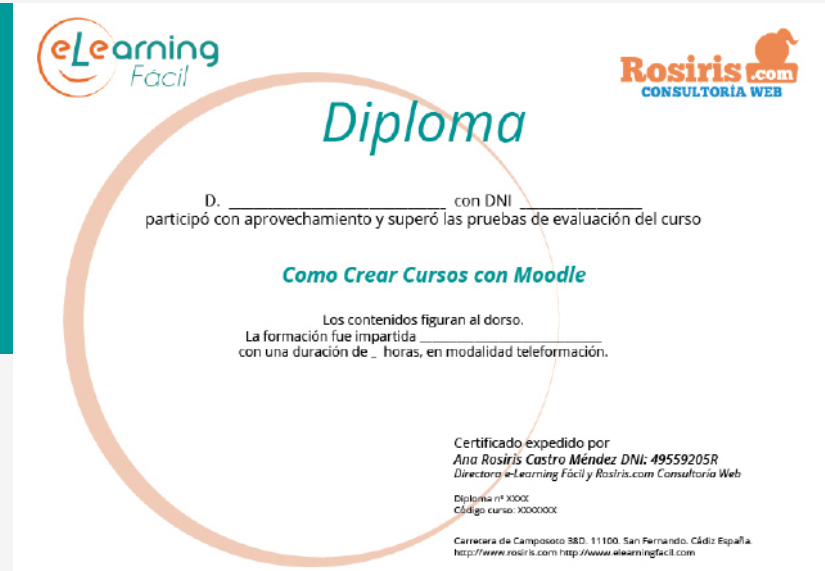 eLearning
Fácil
Rosiris.com
CONSULTORÍA WEB
Diploma
D. ______________________________ con DNI _________________
participó con aprovechamiento y superó las pruebas de evaluación del curso
Como Crear Cursos con Moodle
Los contenidos figuran al dorso.
La formación fue impartida _____________________________
con una duración de _ horas, en modalidad teleformación.
Certificado expedido por
Ana Rosiris Castro Méndez DNI: 49559205R
Directora e-Learning Fácil y Rosiris.com Consultoría Web
Diploma nº XXXX
Código curso: XXXXXXX
Carretera de Camposoto 38D. 11100. San Fernando. Cádiz España.
http://www.rosiris.com http://www.elearningfacil.com